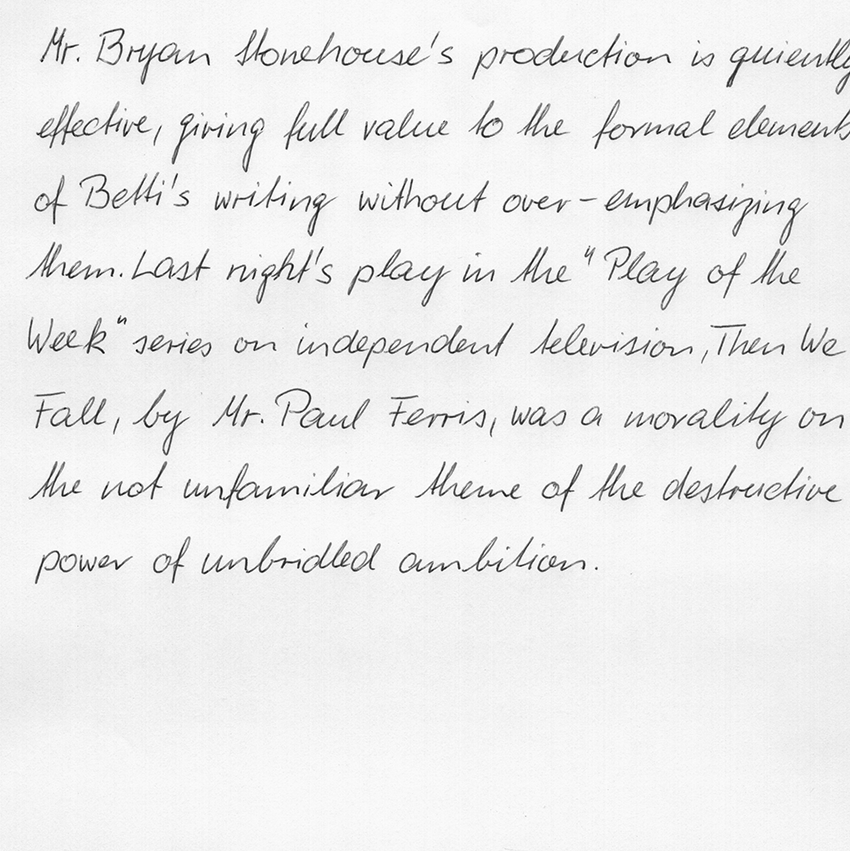 Mr. Bryan Stonehouse's production is quiently
effective, giving full value to the formal elements
of Betti's writing without over-emphasizing
them. Last night's play in the "Play of the
Week" series on independent television, Then We
Fall, by Mr. Paul Ferris, was a morality on
the not unfamiliar theme of the destructive
power of unbridled ambition.